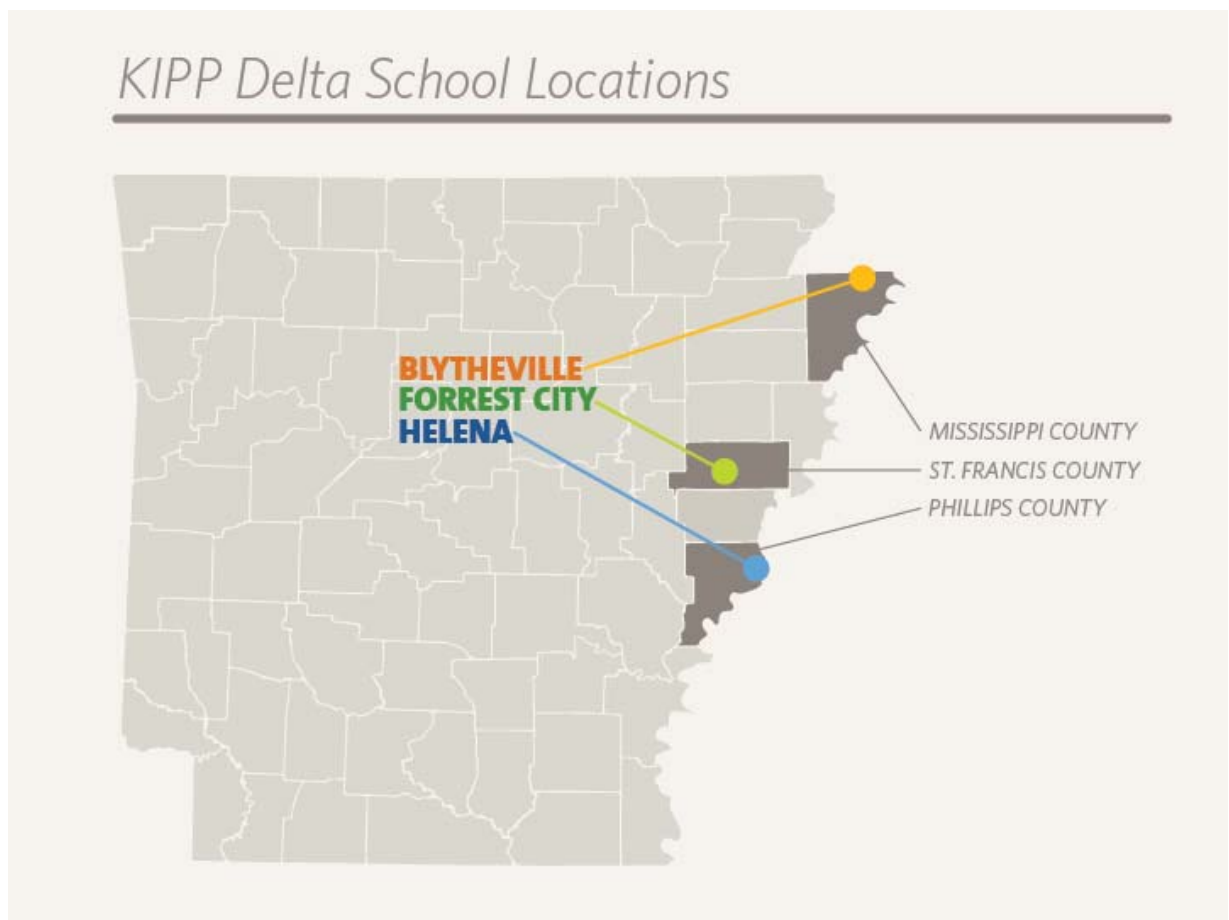 KIPP Delta School Locations
BLYTHEVILLE
FORREST CITY
HELENA
MISSISSIPPI COUNTY
ST. FRANCIS COUNTY
PHILLIPS COUNTY